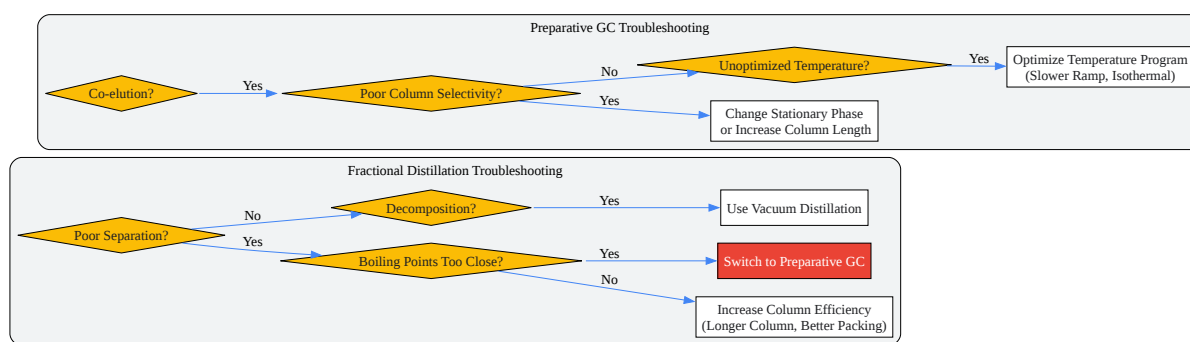 Preparative GC Troubleshooting
Co-elution?
Yes
Poor Column Selectivity?
No
Unoptimized Temperature?
Yes
Optimize Temperature Program
(Slower Ramp, Isothermal)
Yes
Change Stationary Phase
or Increase Column Length
Fractional Distillation Troubleshooting
Poor Separation?
No
Decomposition?
Yes
Use Vacuum Distillation
Yes
Boiling Points Too Close?
Yes
Switch to Preparative GC
No
Increase Column Efficiency
(Longer Column, Better Packing)